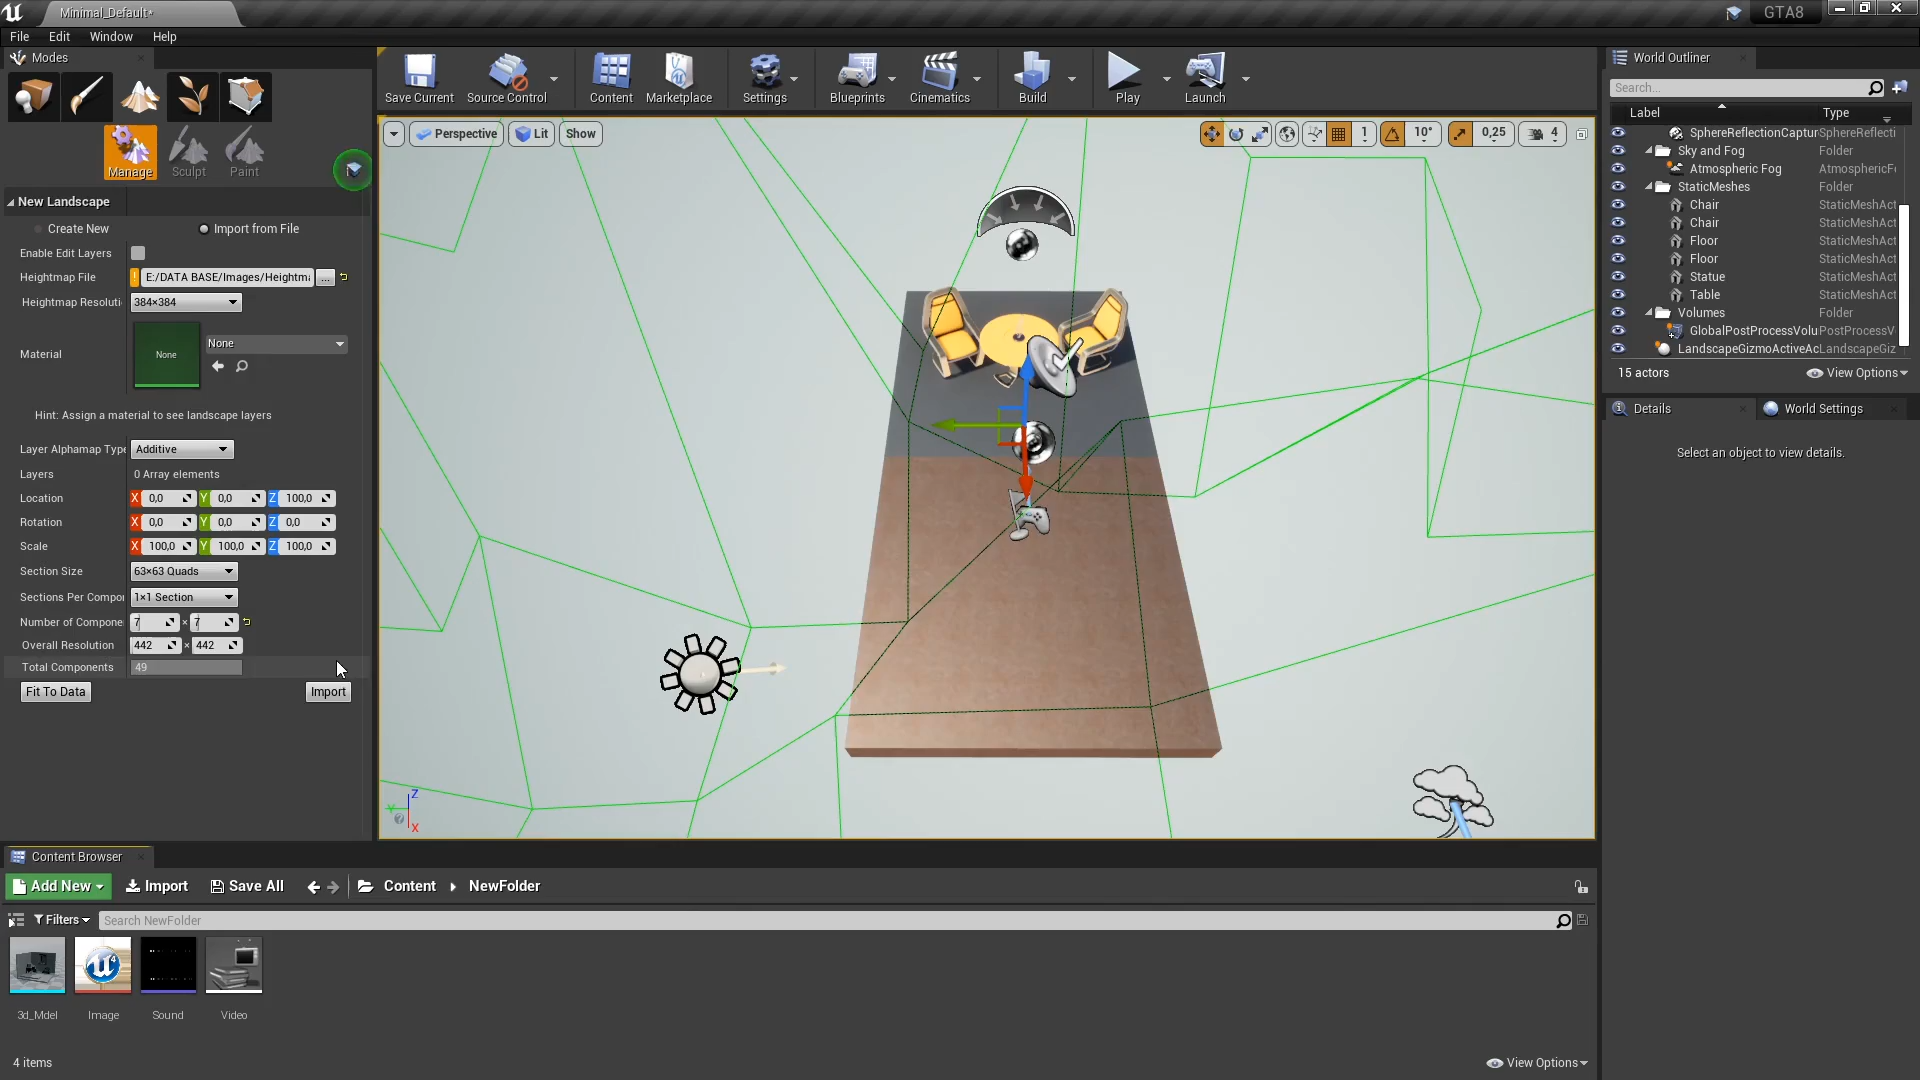 Minimal_Default*
GTA8
File Edit Window Help
Modes
Manage Sculpt Paint
New Landscape
Create New Import from File
Enable Edit Layers
Heightmap File E:/DATA BASE/Images/Heightma ...
Heightmap Resoluti 384×384
Material None None
Hint: Assign a material to see landscape layers
Layer Alphamap Type Additive
Layers 0 Array elements
Location X 0,0 Y 0,0 Z 100,0
Rotation X 0,0 Y 0,0 Z 0,0
Scale X 100,0 Y 100,0 Z 100,0
Section Size 63×63 Quads
Sections Per Compor 1×1 Section
Number of Compone 7 × 7
Overall Resolution 442 × 442
Total Components 49
Fit To Data Import
Save Current Source Control Content Marketplace Settings Blueprints Cinematics Build Play Launch
Perspective Lit Show 1 10° 0,25 4
Z
Y
X
World Outliner
Search...
Label Type
SphereReflectionCaptur SphereReflecti
Sky and Fog Folder
Atmospheric Fog AtmosphericF
StaticMeshes Folder
Chair StaticMeshAct
Chair StaticMeshAct
Floor StaticMeshAct
Floor StaticMeshAct
Statue StaticMeshAct
Table StaticMeshAct
Volumes Folder
GlobalPostProcessVolu PostProcessV
LandscapeGizmoActiveAc LandscapeGiz
15 actors View Options
Details World Settings
Select an object to view details.
Content Browser
Add New Import Save All Content NewFolder
Filters Search NewFolder
3d_Mdel Image Sound Video
4 items View Options